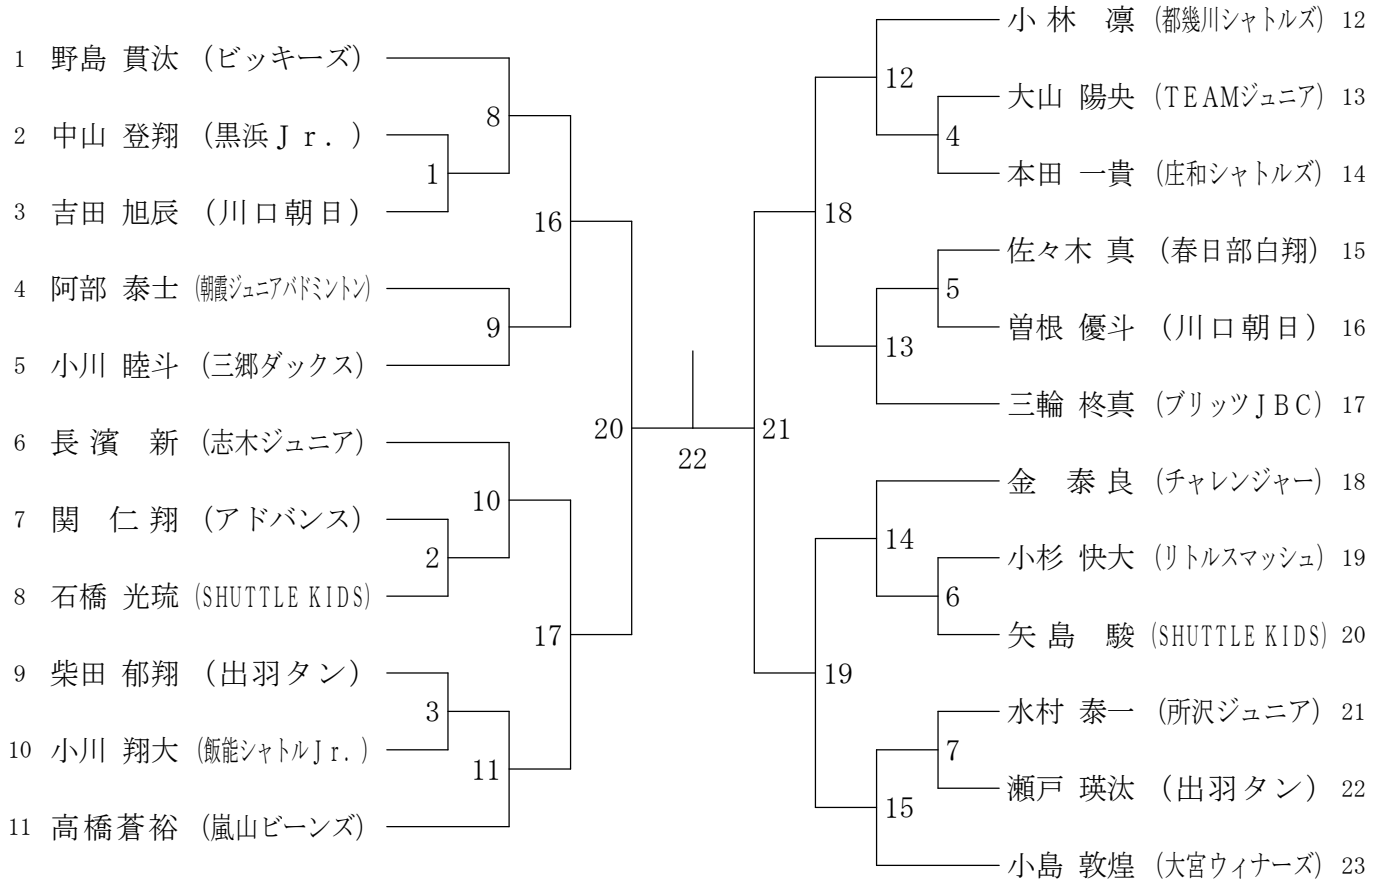 1 野島 貫汰 (ビッキーズ)
2 中山 登翔 (黒浜Jr.)
3 吉田 旭辰 (川口朝日)
4 阿部 泰士 (朝霞ジュニアバドミントン)
5 小川 睦斗 (三郷ダックス)
6 長濱 新 (志木ジュニア)
7 関 仁翔 (アドバンス)
8 石橋 光琉 (SHUTTLE KIDS)
9 柴田 郁翔 (出羽タン)
10 小川 翔大 (飯能シャトルJr.)
11 高橋蒼裕 (嵐山ビーンズ)
8
1
16
9
20
10
2
17
3
11
22
12
4
18
5
13
21
14
6
19
7
15
小林 凛 (都幾川シャトルズ) 12
大山 陽央 (TEAMジュニア) 13
本田 一貴 (庄和シャトルズ) 14
佐々木 真 (春日部白翔) 15
曽根 優斗 (川口朝日) 16
三輪 柊真 (ブリッツJBC) 17
金 泰良 (チャレンジャー) 18
小杉 快大 (リトルスマッシュ) 19
矢島 駿 (SHUTTLE KIDS) 20
水村 泰一 (所沢ジュニア) 21
瀬戸 瑛汰 (出羽タン) 22
小島 敦煌 (大宮ウィナーズ) 23